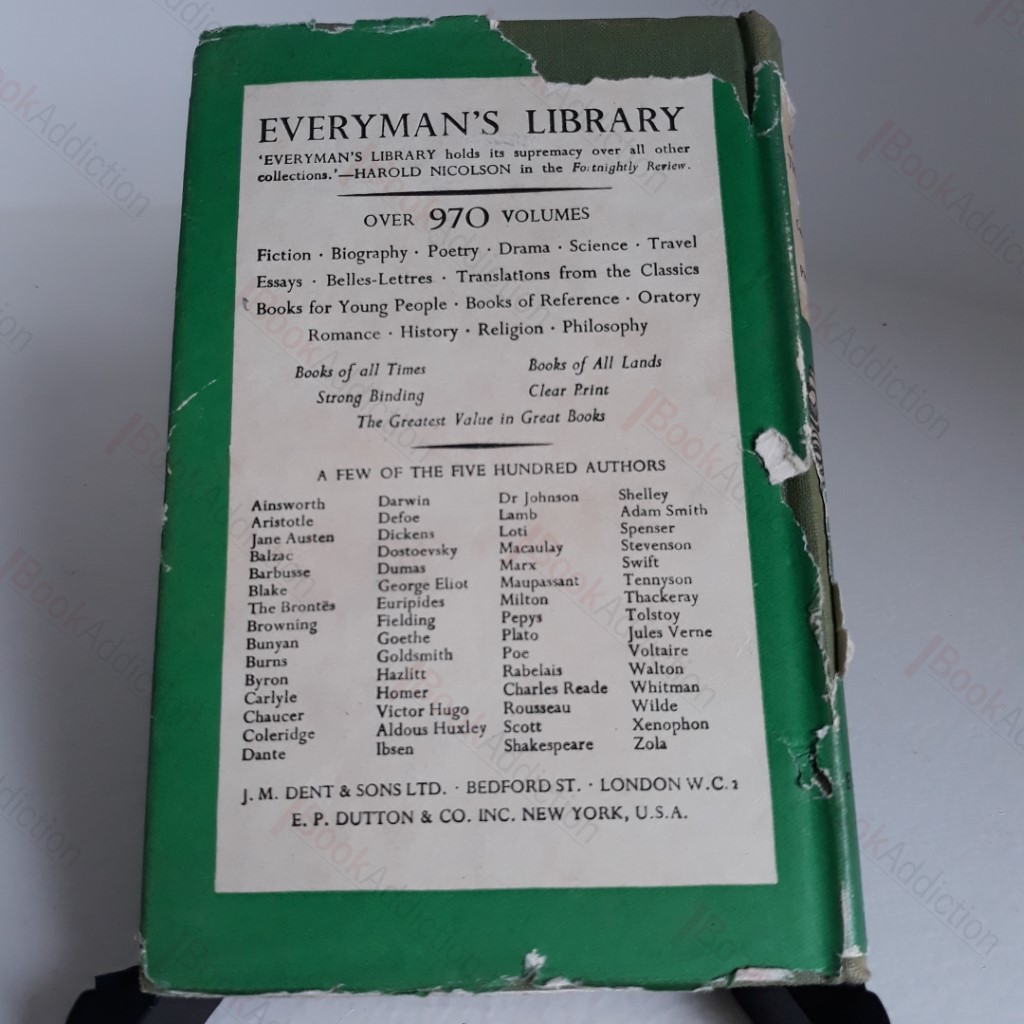 EVERYMAN'S LIBRARY
'EVERYMAN'S LIBRARY holds its supremacy over all other
collections.'—HAROLD NICOLSON in the Fortnightly Review.
OVER 970 VOLUMES
Fiction · Biography · Poetry · Drama · Science · Travel
Essays · Belles-Lettres · Translations from the Classics
Books for Young People · Books of Reference · Oratory
Romance · History · Religion · Philosophy
Books of all Times Books of All Lands
Strong Binding Clear Print
The Greatest Value in Great Books
A FEW OF THE FIVE HUNDRED AUTHORS
Ainsworth
Aristotle
Jane Austen
Balzac
Barbusse
Blake
The Brontës
Browning
Bunyan
Burns
Byron
Carlyle
Chaucer
Coleridge
Dante
Darwin
Defoe
Dickens
Dostoevsky
Dumas
George Eliot
Euripides
Fielding
Goethe
Goldsmith
Hazlitt
Homer
Victor Hugo
Aldous Huxley
Ibsen
Dr Johnson
Lamb
Loti
Macaulay
Marx
Maupassant
Milton
Pepys
Plato
Poe
Rabelais
Charles Reade
Rousseau
Scott
Shakespeare
Shelley
Adam Smith
Spenser
Stevenson
Swift
Tennyson
Thackeray
Tolstoy
Jules Verne
Voltaire
Walton
Whitman
Wilde
Xenophon
Zola
J. M. DENT & SONS LTD. · BEDFORD ST. · LONDON W.C.2
E. P. DUTTON & CO. INC. NEW YORK, U.S.A.
BookAddiction